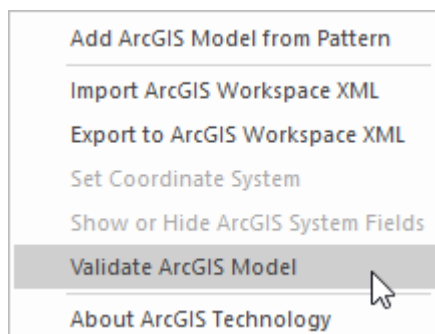 Add ArcGIS Model from Pattern
Import ArcGIS Workspace XML
Export to ArcGIS Workspace XML
Set Coordinate System
Show or Hide ArcGIS System Fields
Validate ArcGIS Model
About ArcGIS Technology